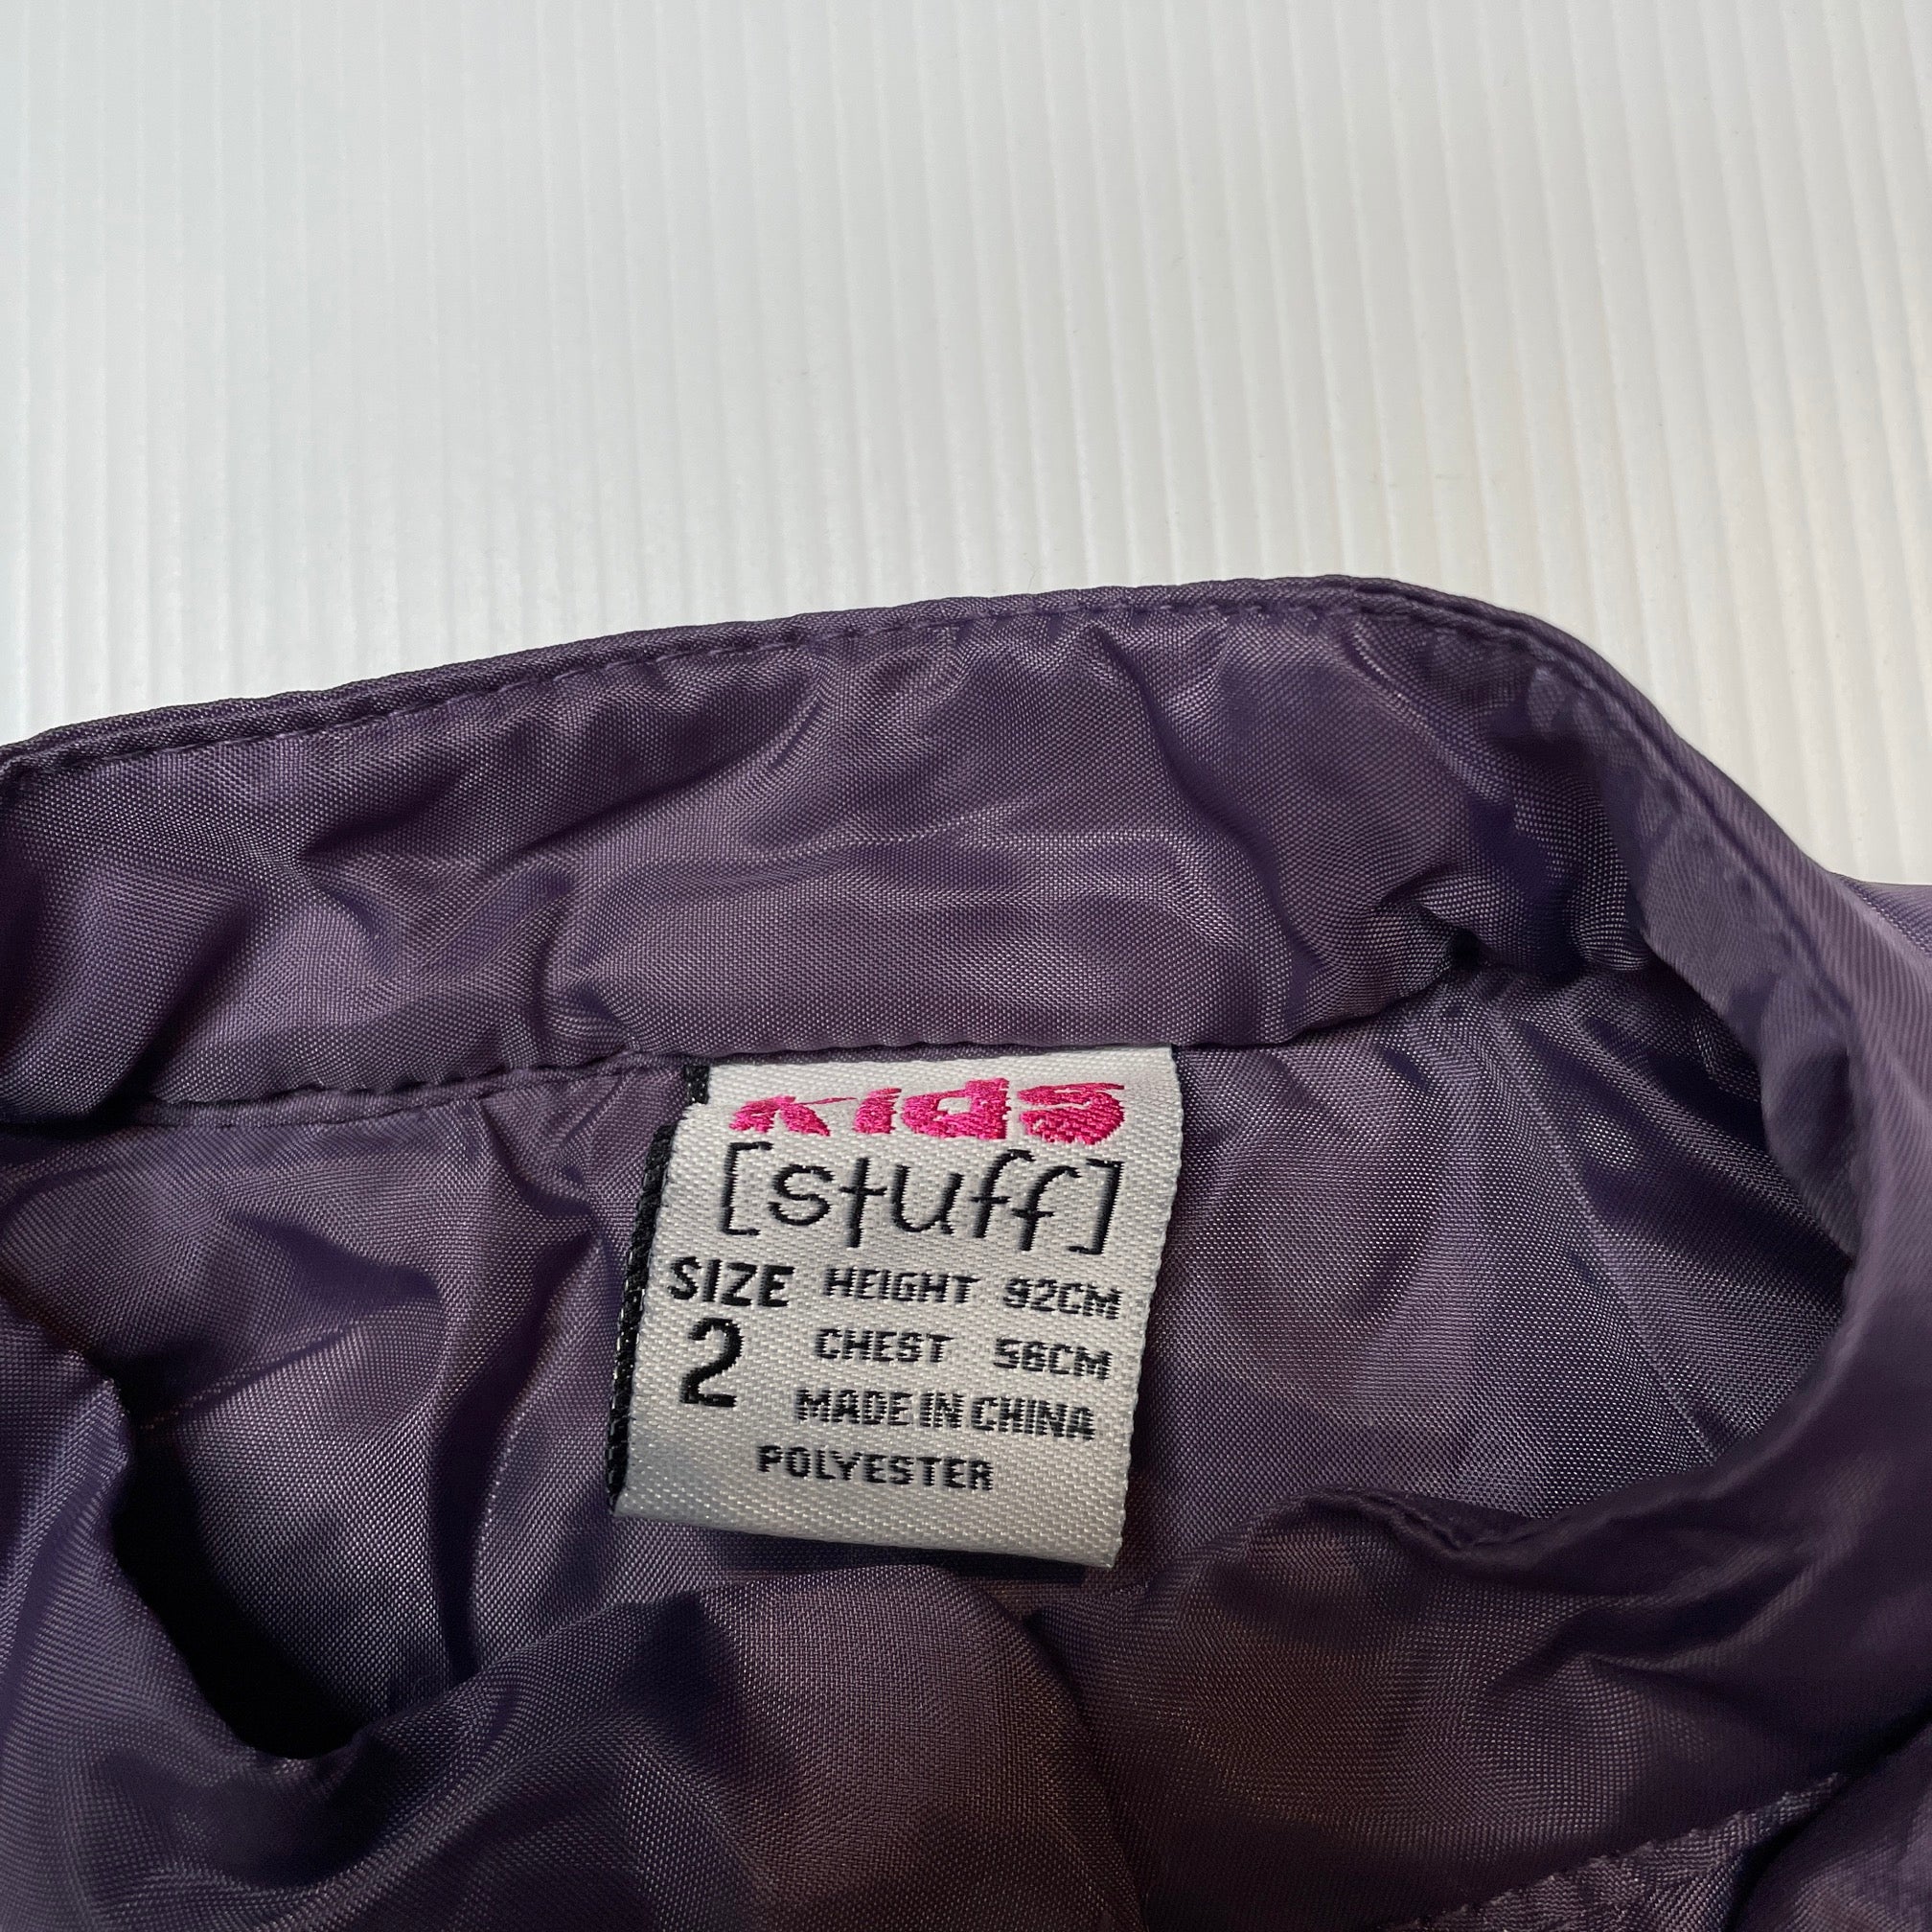 kids
[stuff]
SIZE HEIGHT 92CM
2 CHEST 56CM
MADE IN CHINA
POLYESTER